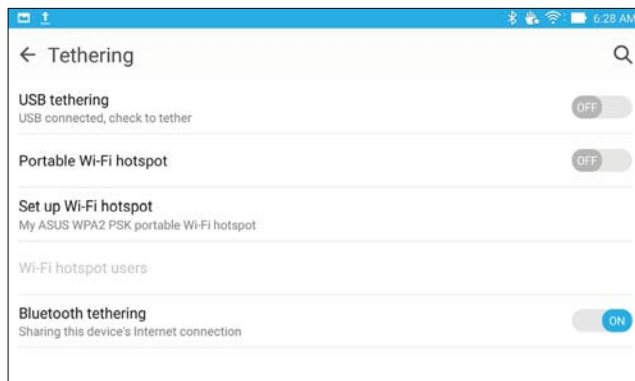 6:28 AM
Tethering
USB tethering
OFF
USB connected, check to tether
Portable Wi-Fi hotspot
OFF
Set up Wi-Fi hotspot
My ASUS WPA2 PSK portable Wi-Fi hotspot
Wi-Fi hotspot users
Bluetooth tethering
ON
Sharing this device's Internet connection